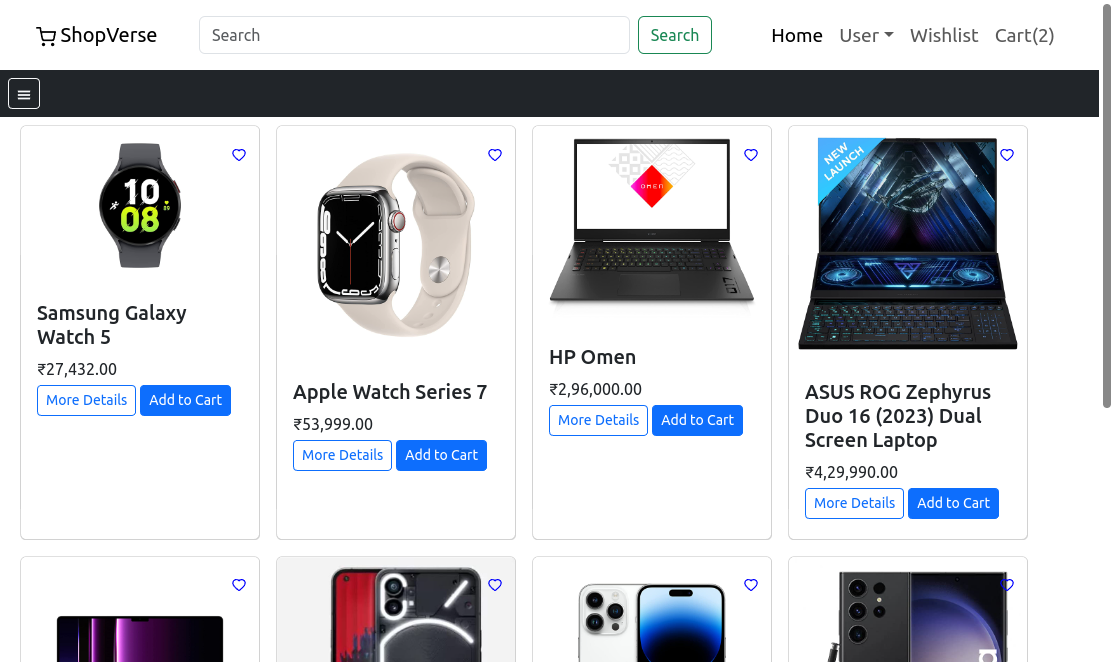 ShopVerse
Search
Search
Home
User
Wishlist
Cart(2)
10
08
OMEN
NEW
LAUNCH
Samsung Galaxy
Watch 5
₹27,432.00
More Details
Add to Cart
Apple Watch Series 7
₹53,999.00
More Details
Add to Cart
HP Omen
₹2,96,000.00
More Details
Add to Cart
ASUS ROG Zephyrus
Duo 16 (2023) Dual
Screen Laptop
₹4,29,990.00
More Details
Add to Cart